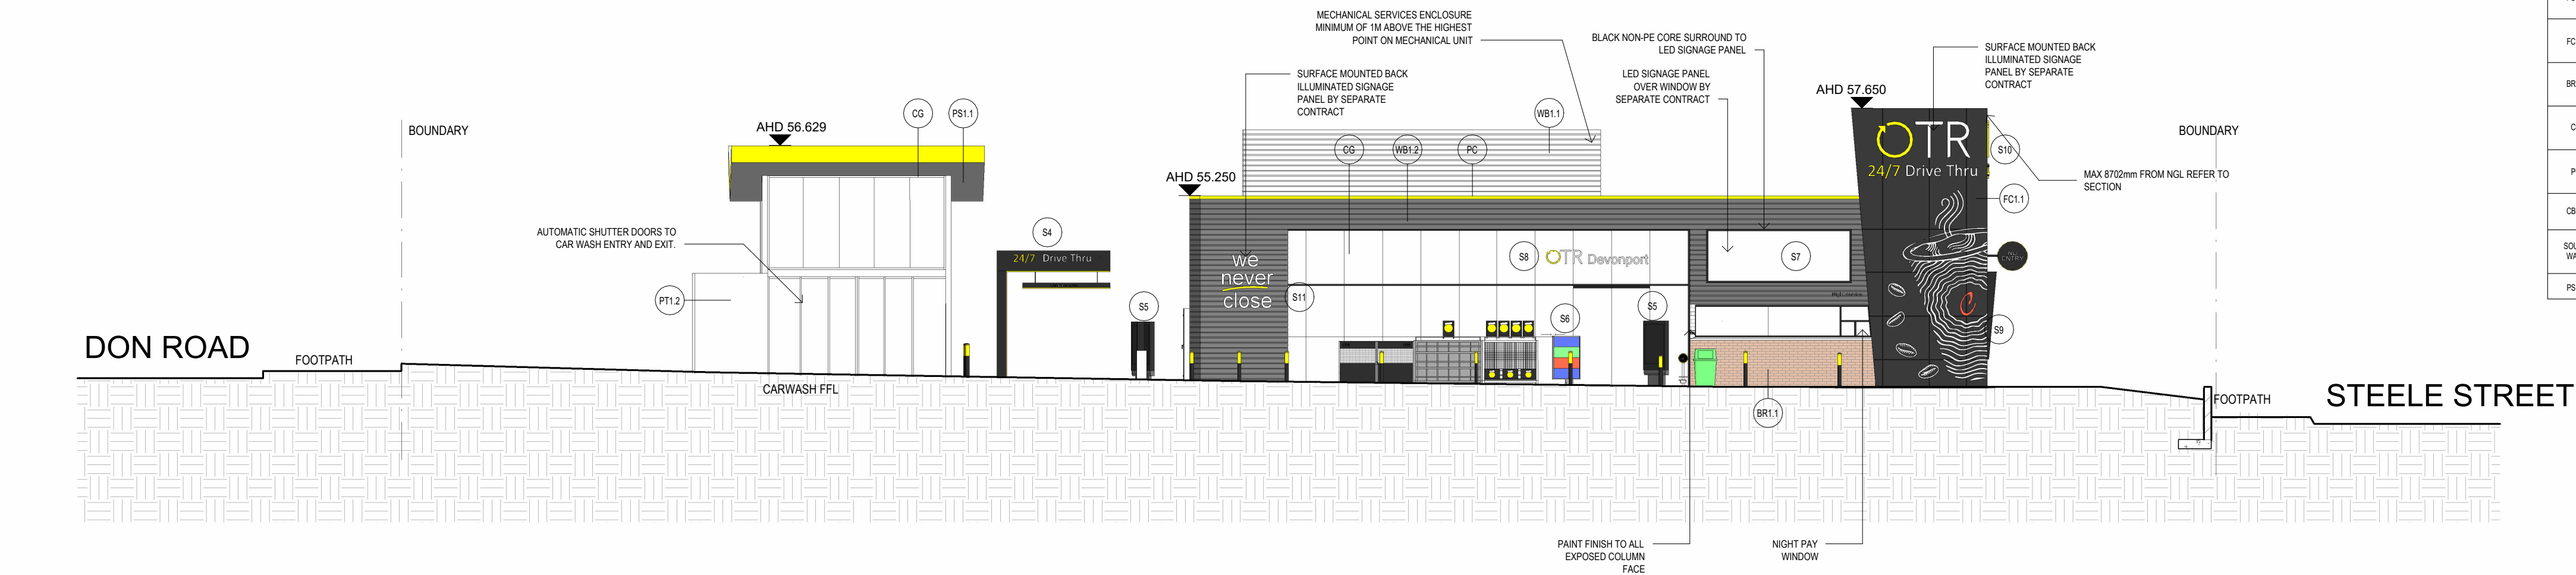 MECHANICAL SERVICES ENCLOSURE
MINIMUM OF 1M ABOVE THE HIGHEST
POINT ON MECHANICAL UNIT
BLACK NON-PE CORE SURROUND TO
LED SIGNAGE PANEL
SURFACE MOUNTED BACK
ILLUMINATED SIGNAGE
PANEL BY SEPARATE
CONTRACT
SURFACE MOUNTED BACK
ILLUMINATED SIGNAGE
PANEL BY SEPARATE
CONTRACT
LED SIGNAGE PANEL
OVER WINDOW BY
SEPARATE CONTRACT
AHD 57.650
BOUNDARY
AHD 56.629
CG
PS1.1
WB1.1
BOUNDARY
CG
WB1.2
PC
OTR
24/7 Drive Thru
S10
AHD 55.250
MAX 8702mm FROM NGL REFER TO
SECTION
FC1.1
AUTOMATIC SHUTTER DOORS TO
CAR WASH ENTRY AND EXIT.
S4
24/7 Drive Thru
we
never
close
S8
OTR Devonport
S7
NO
ENTRY
PT1.2
S5
S11
S6
S5
S9
DON ROAD
FOOTPATH
CARWASH FFL
BR1.1
FOOTPATH
STEELE STREET
PAINT FINISH TO ALL
EXPOSED COLUMN
FACE
NIGHT PAY
WINDOW
FC
BR
CB
PS